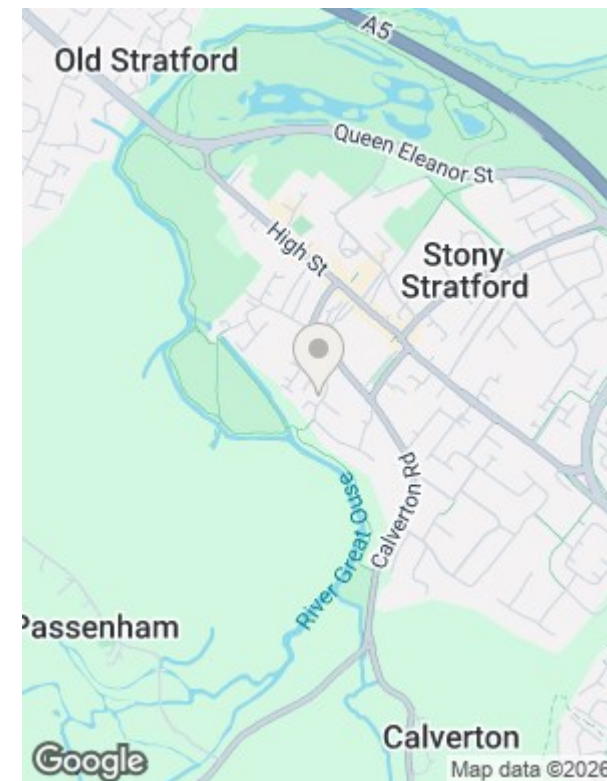 A5
Old Stratford
Queen Eleanor St
High St
Stony
Stratford
Calverton Rd
River Great Ouse
Passenham
Calverton
Google
Map data ©2026